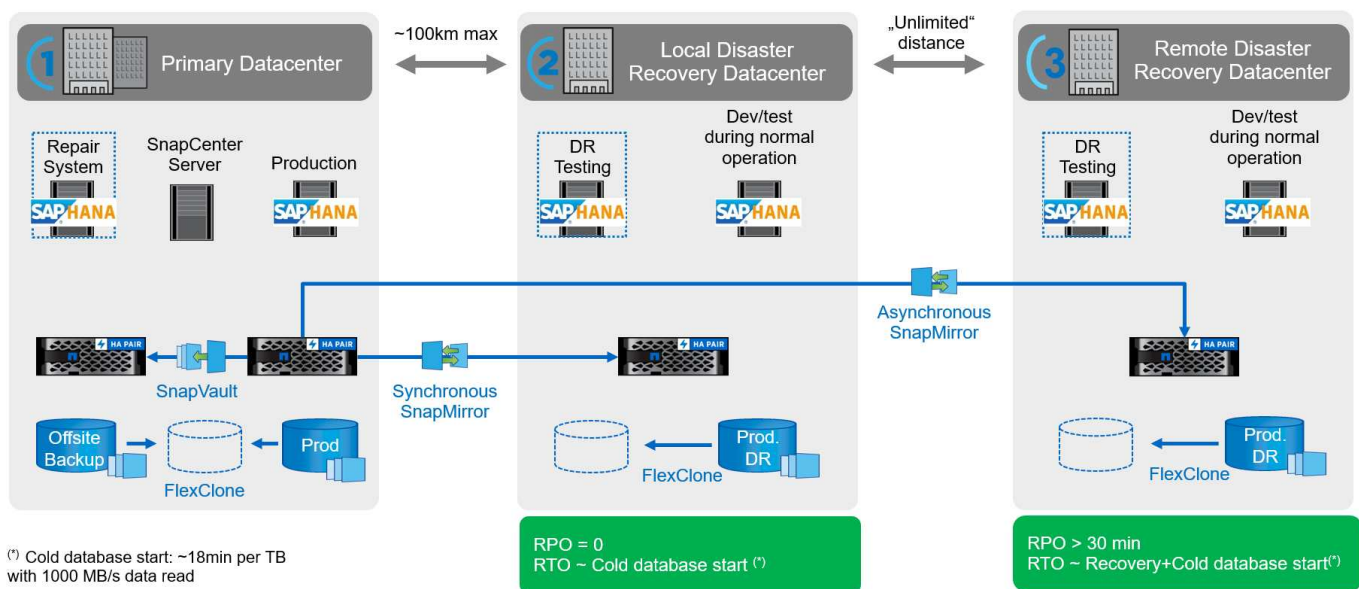 1
Primary Datacenter
~100km max
2
Local Disaster
Recovery Datacenter
„Unlimited“
distance
3
Remote Disaster
Recovery Datacenter
Repair
System
SAP HANA
SnapCenter
Server
Production
SAP HANA
DR
Testing
SAP HANA
Dev/test
during normal
operation
SAP HANA
DR
Testing
SAP HANA
Dev/test
during normal
operation
SAP HANA
Asynchronous
SnapMirror
HA PAIR
SnapVault
HA PAIR
Synchronous
SnapMirror
HA PAIR
HA PAIR
Offsite
Backup
FlexClone
Prod
FlexClone
Prod.
DR
FlexClone
Prod.
DR
(*) Cold database start: ~18min per TB
with 1000 MB/s data read
RPO = 0
RTO ~ Cold database start (*)
RPO > 30 min
RTO ~ Recovery+Cold database start(*)